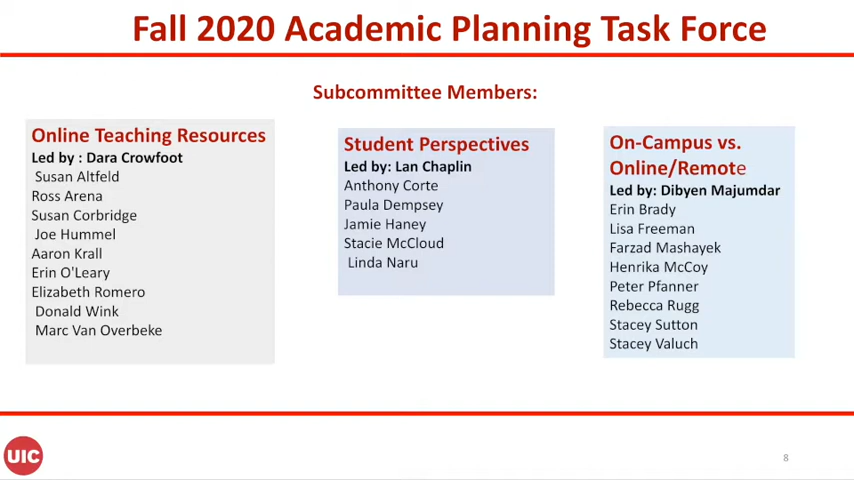 Fall 2020 Academic Planning Task Force
Subcommittee Members:
Online Teaching Resources
Led by : Dara Crowfoot
Susan Altfeld
Ross Arena
Susan Corbridge
Joe Hummel
Aaron Krall
Erin O'Leary
Elizabeth Romero
Donald Wink
Marc Van Overbeke
Student Perspectives
Led by: Lan Chaplin
Anthony Corte
Paula Dempsey
Jamie Haney
Stacie McCloud
Linda Naru
On-Campus vs.
Online/Remote
Led by: Dibyen Majumdar
Erin Brady
Lisa Freeman
Farzad Mashayek
Henrika McCoy
Peter Pfanner
Rebecca Rugg
Stacey Sutton
Stacey Valuch
UIC
8